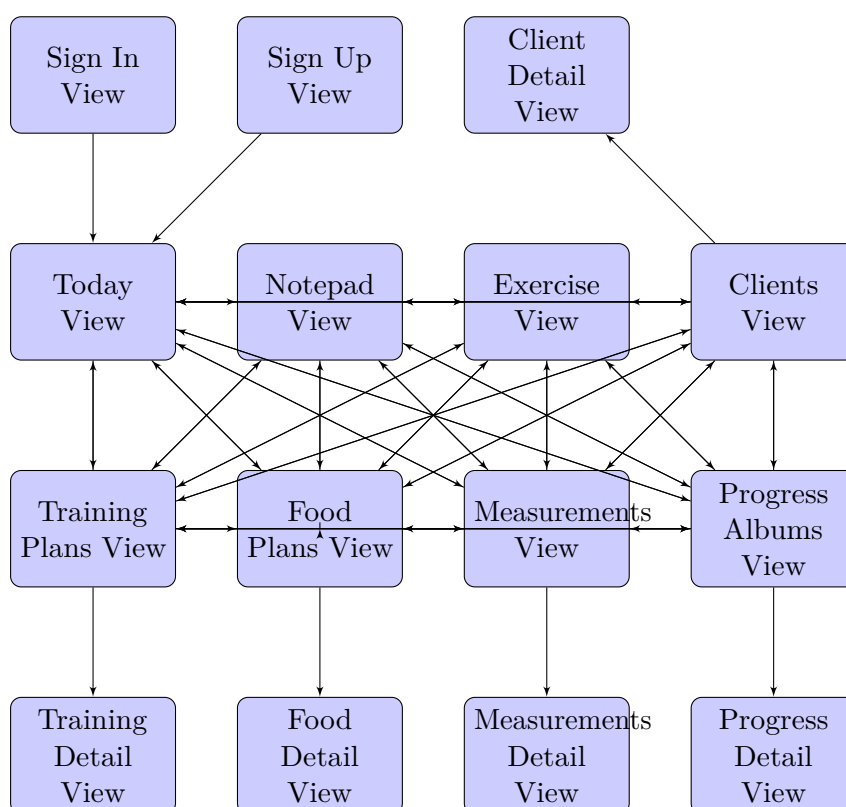 Sign In
View
Sign Up
View
Client
Detail
View
Today
View
Notepad
View
Exercise
View
Clients
View
Training
Plans View
Food
Plans View
Measurements
View
Progress
Albums
View
Training
Detail
View
Food
Detail
View
Measurements
Detail
View
Progress
Detail
View